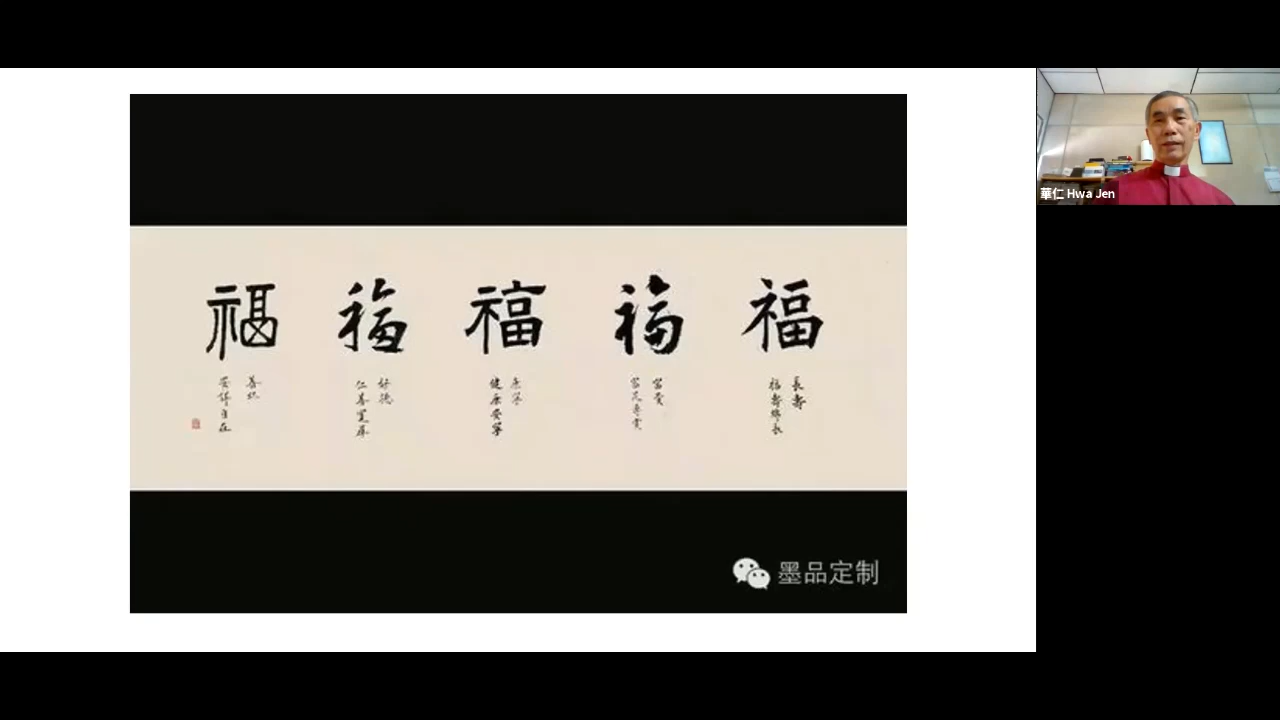 福
長壽
福壽綿長
福
富貴
富足尊貴
福
康寧
健康安寧
福
好德
仁善寬厚
福
善終
安詳自在
墨品定制
華仁 Hwa Jen